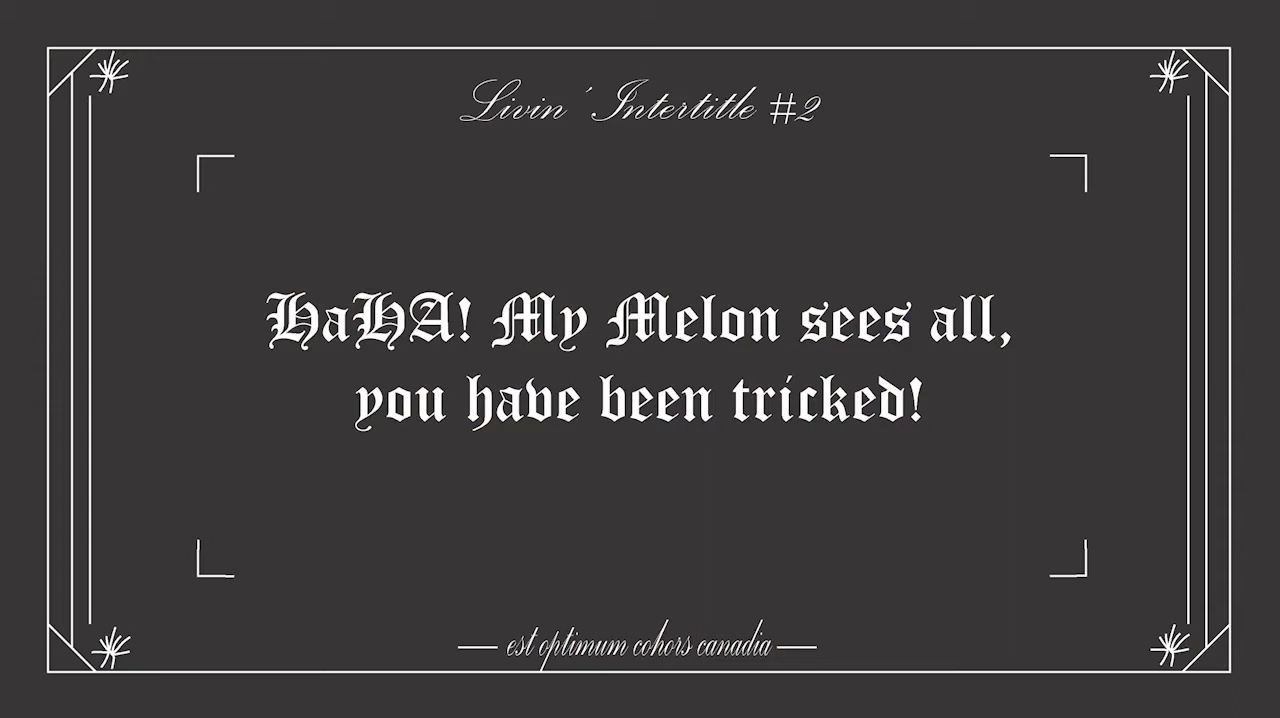 Livin' Intertitle #2
HaHA! My Melon sees all,
you have been tricked!
— est optimum cohors canadia —